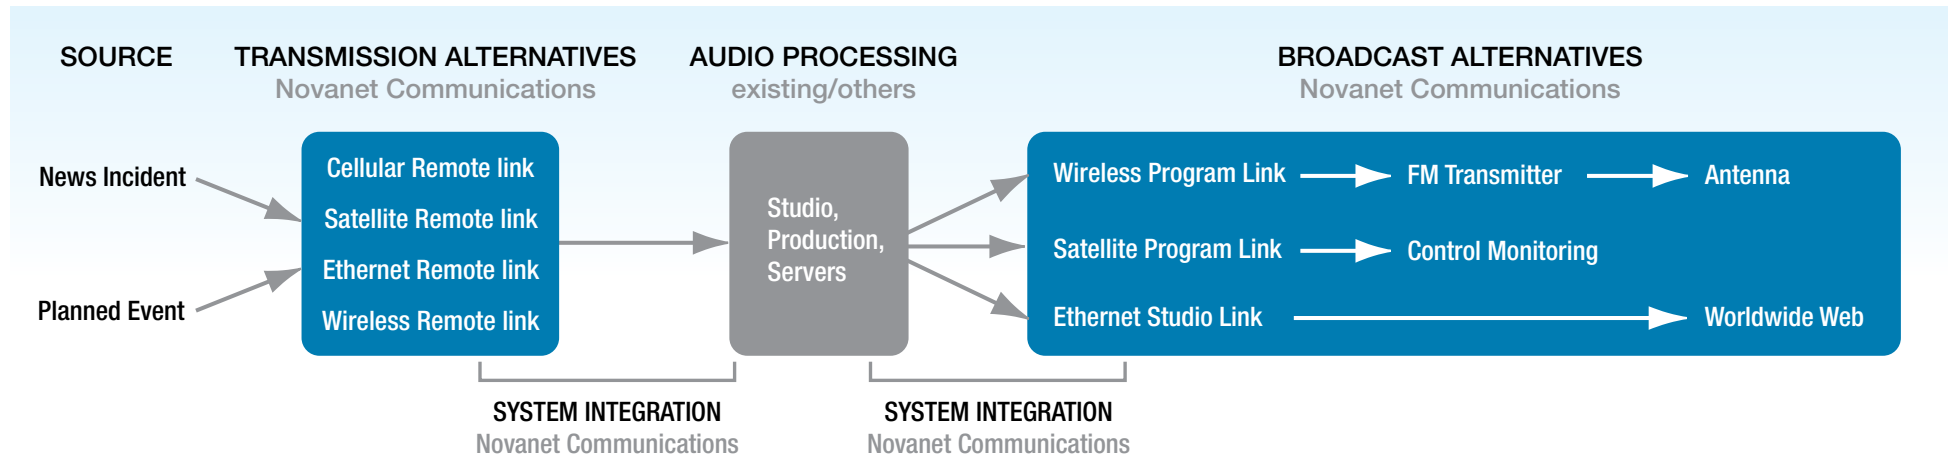 SOURCE
TRANSMISSION ALTERNATIVES
Novanet Communications
AUDIO PROCESSING
existing/others
BROADCAST ALTERNATIVES
Novanet Communications
News Incident
Planned Event
Cellular Remote link
Satellite Remote link
Ethernet Remote link
Wireless Remote link
Studio,
Production,
Servers
Wireless Program Link
FM Transmitter
Antenna
Satellite Program Link
Control Monitoring
Ethernet Studio Link
Worldwide Web
SYSTEM INTEGRATION
Novanet Communications
SYSTEM INTEGRATION
Novanet Communications